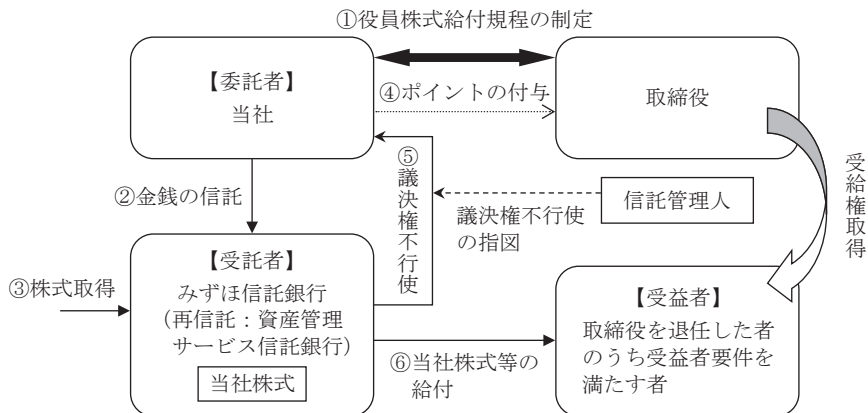 ①役員株式給付規程の制定
【委託者】
当社
④ポイントの付与
取締役
②金銭の信託
⑤議決権不行使
議決権不行使
の指図
信託管理人
受給権取得
③株式取得
【受託者】
みずほ信託銀行
（再信託：資産管理
サービス信託銀行）
当社株式
⑥当社株式等の
給付
【受益者】
取締役を退任した者
のうち受益者要件を
満たす者